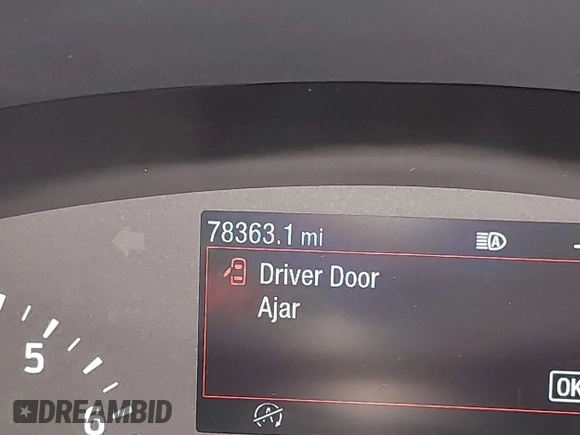 78363.1 mi
A
Driver Door
Ajar
OK
5
6
A
DREAMBID